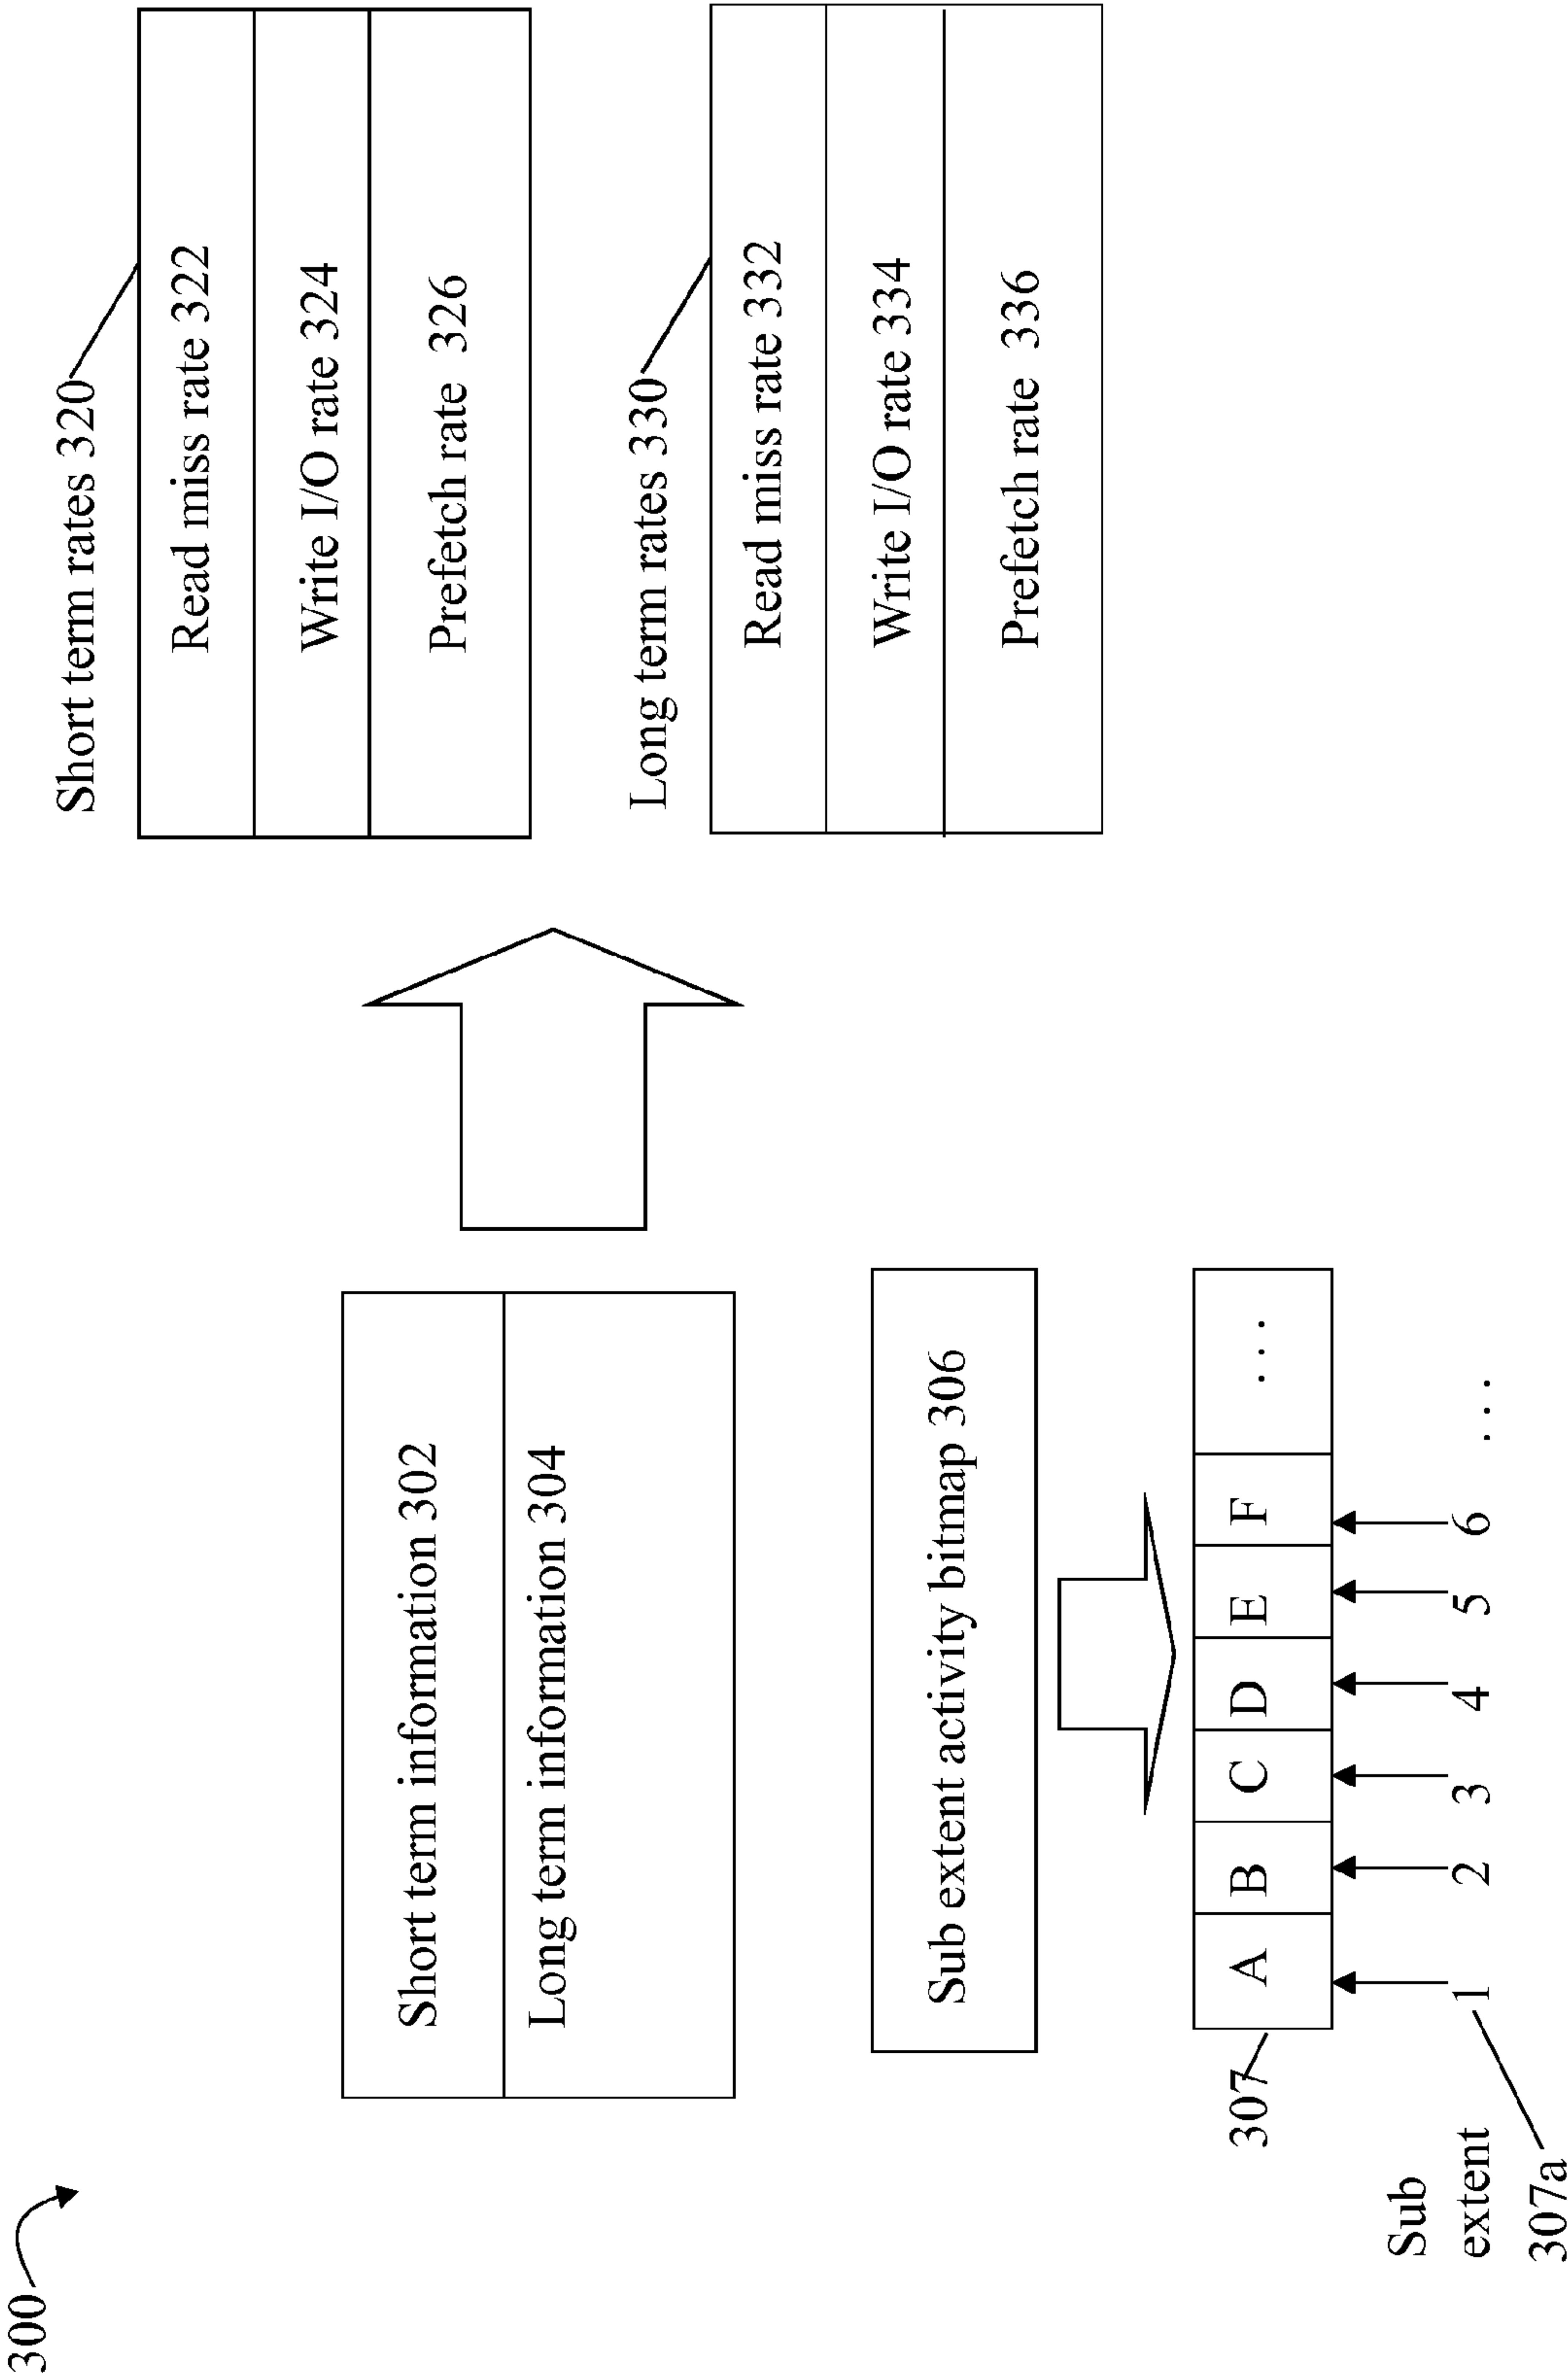 300
Short term rates 320
Read miss rate 322
Write I/O rate 324
Prefetch rate 326
Short term information 302
Long term information 304
Long term rates 330
Read miss rate 332
Write I/O rate 334
Prefetch rate 336
Sub extent activity bitmap 306
307
A B C D E F ...
Sub
extent
1 2 3 4 5 6 ...
307a